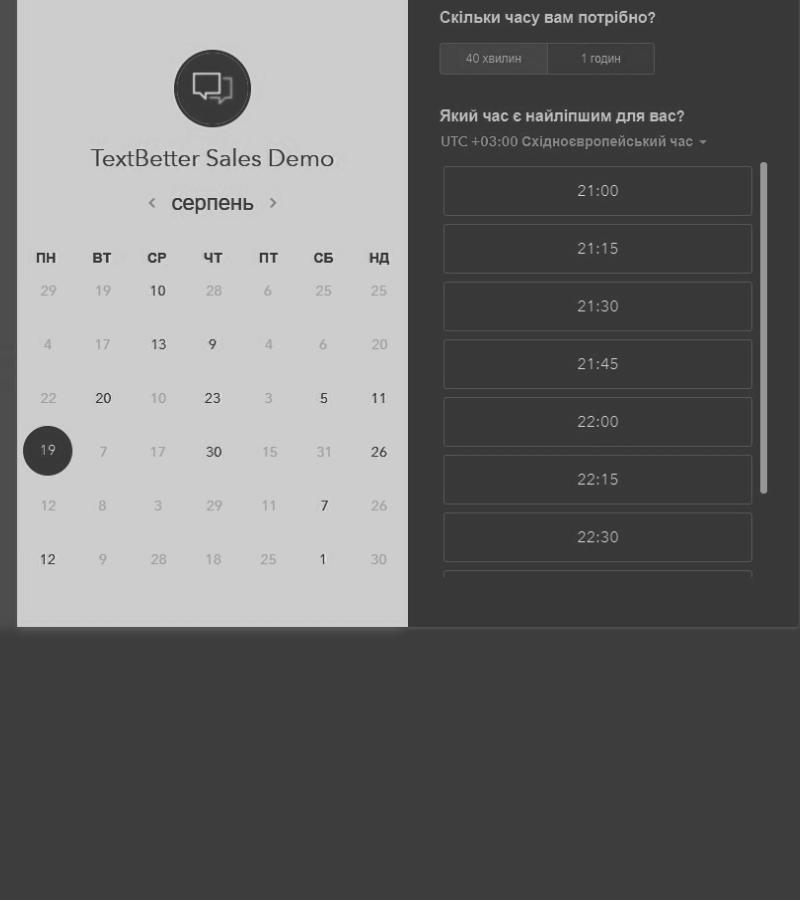 TextBetter Sales Demo
серпень
ПН ВТ СР ЧТ ПТ СБ НД
29 19 10 28 6 25 25
4 17 13 9 4 6 20
22 20 10 23 3 5 11
19 7 17 30 15 31 26
12 8 3 29 11 7 26
12 9 28 18 25 1 30
Скільки часу вам потрібно?
40 хвилин 1 годин
Який час є найліпшим для вас?
UTC +03:00 Східноєвропейський час
21:00
21:15
21:30
21:45
22:00
22:15
22:30